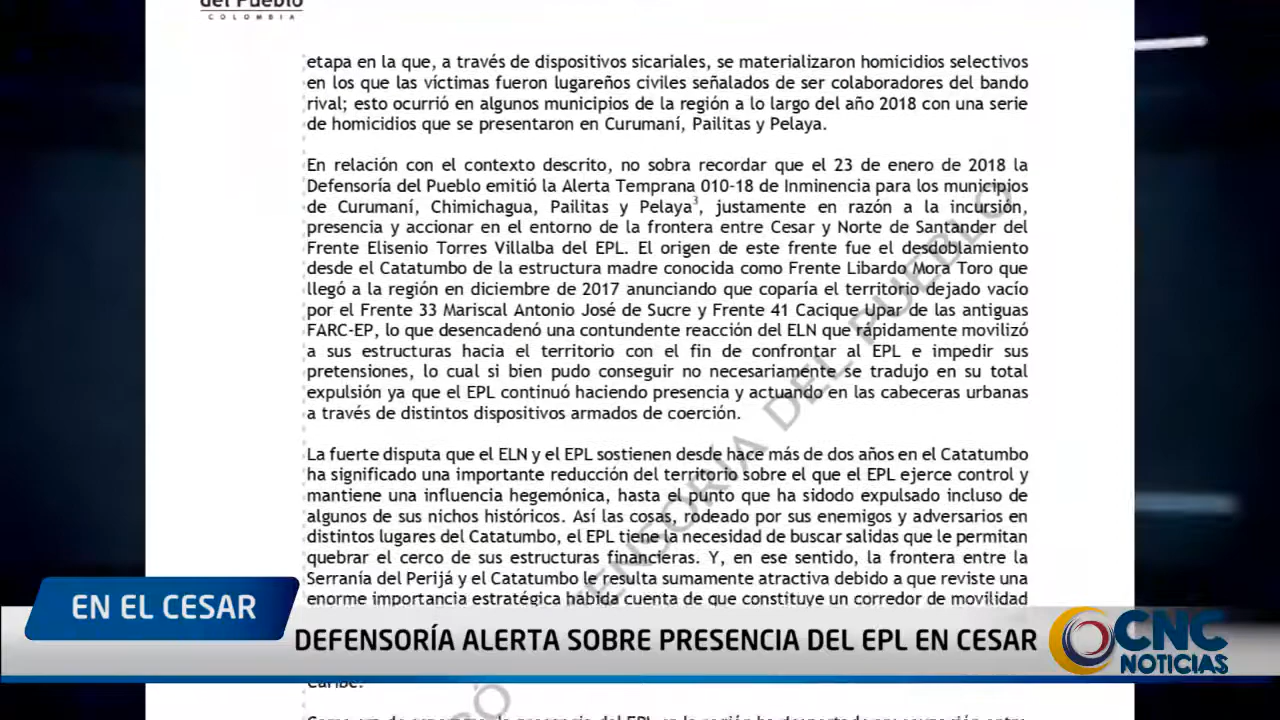 del Pueblo
COLOMBIA
etapa en la que, a través de dispositivos sicariales, se materializaron homicidios selectivos
en los que las víctimas fueron lugareños civiles señalados de ser colaboradores del bando
rival; esto ocurrió en algunos municipios de la región a lo largo del año 2018 con una serie
de homicidios que se presentaron en Curumaní, Pailitas y Pelaya.
En relación con el contexto descrito, no sobra recordar que el 23 de enero de 2018 la
Defensoría del Pueblo emitió la Alerta Temprana 010-18 de Inminencia para los municipios
de Curumaní, Chimichagua, Pailitas y Pelaya³, justamente en razón a la incursión,
presencia y accionar en el entorno de la frontera entre Cesar y Norte de Santander del
Frente Elisenio Torres Villalba del EPL. El origen de este frente fue el desdoblamiento
desde el Catatumbo de la estructura madre conocida como Frente Libardo Mora Toro que
llegó a la región en diciembre de 2017 anunciando que coparía el territorio dejado vacío
por el Frente 33 Mariscal Antonio José de Sucre y Frente 41 Cacique Upar de las antiguas
FARC-EP, lo que desencadenó una contundente reacción del ELN que rápidamente movilizó
a sus estructuras hacia el territorio con el fin de confrontar al EPL e impedir sus
pretensiones, lo cual si bien pudo conseguir no necesariamente se tradujo en su total
expulsión ya que el EPL continuó haciendo presencia y actuando en las cabeceras urbanas
a través de distintos dispositivos armados de coerción.
La fuerte disputa que el ELN y el EPL sostienen desde hace más de dos años en el Catatumbo
ha significado una importante reducción del territorio sobre el que el EPL ejerce control y
mantiene una influencia hegemónica, hasta el punto que ha sidodo expulsado incluso de
algunos de sus nichos históricos. Así las cosas, rodeado por sus enemigos y adversarios en
distintos lugares del Catatumbo, el EPL tiene la necesidad de buscar salidas que le permitan
quebrar el cerco de sus estructuras financieras. Y, en ese sentido, la frontera entre la
Serranía del Perijá y el Catatumbo le resulta sumamente atractiva debido a que reviste una
enorme importancia estratégica habida cuenta de que constituye un corredor de movilidad
EN EL CESAR
DEFENSORÍA ALERTA SOBRE PRESENCIA DEL EPL EN CESAR
CNC
NOTICIAS
Caribe.
DEL PUEBLO